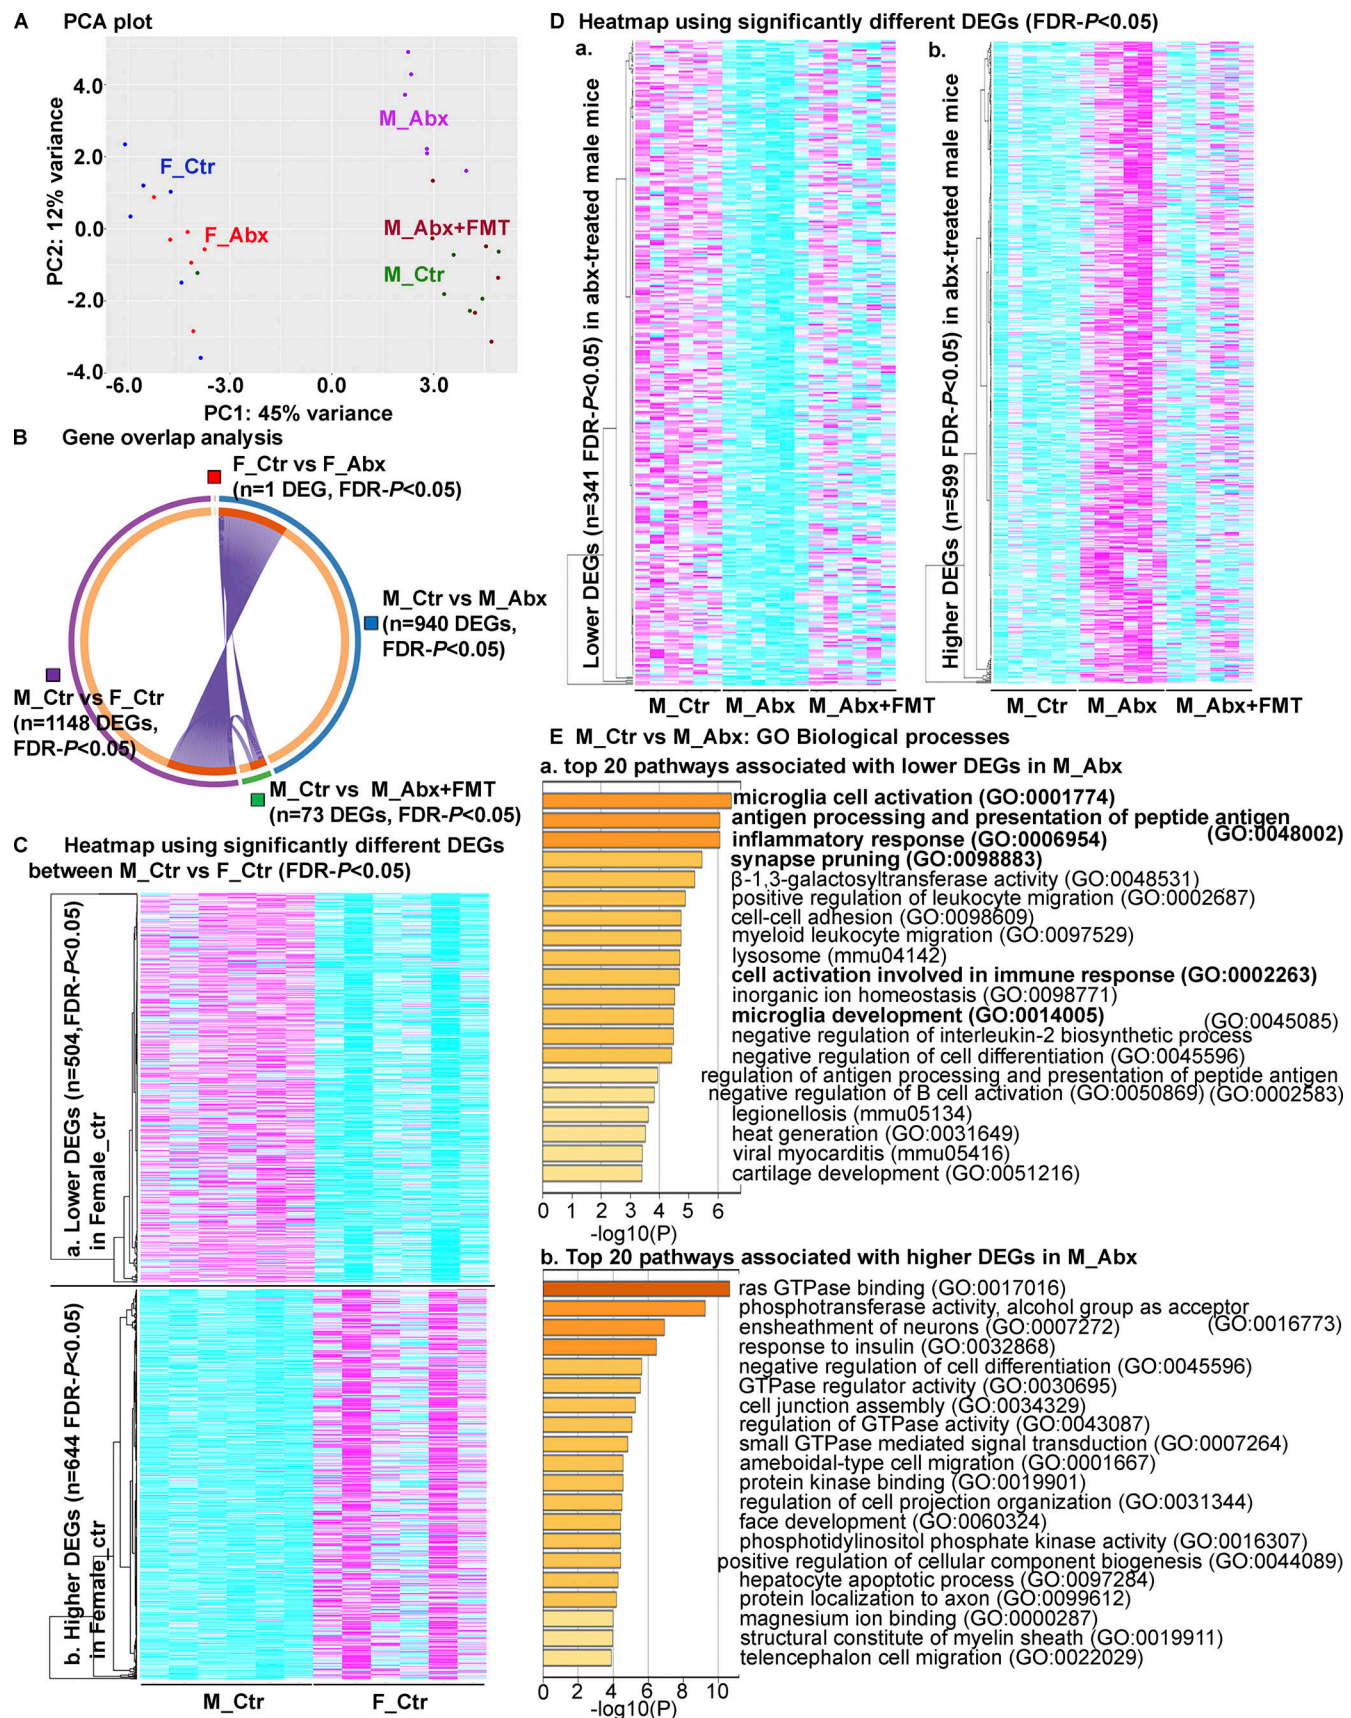 A PCA plot
4.0
2.0
0.0
-2.0
-4.0
PC2: 12% variance
-6.0 -3.0 0.0 3.0
PC1: 45% variance
F_Ctr
F_Abx
M_Abx
M_Abx+FMT
M_Ctr
B Gene overlap analysis
F_Ctr vs F_Abx
(n=1 DEG, FDR-P<0.05)
M_Ctr vs M_Abx
(n=940 DEGs,
FDR-P<0.05)
M_Ctr vs F_Ctr
(n=1148 DEGs,
FDR-P<0.05)
M_Ctr vs M_Abx+FMT
(n=73 DEGs, FDR-P<0.05)
C Heatmap using significantly different DEGs
between M_Ctr vs F_Ctr (FDR-P<0.05)
a. Lower DEGs (n=504,FDR-P<0.05)
in Female_ctr
b. Higher DEGs (n=644 FDR-P<0.05)
in Female_ctr
M_Ctr F_Ctr
D Heatmap using significantly different DEGs (FDR-P<0.05)
a.
Lower DEGs (n=341 FDR-P<0.05) in abx-treated male mice
M_Ctr M_Abx M_Abx+FMT
b.
Higher DEGs (n=599 FDR-P<0.05) in abx-treated male mice
M_Ctr M_Abx M_Abx+FMT
E M_Ctr vs M_Abx: GO Biological processes
a. top 20 pathways associated with lower DEGs in M_Abx
microglia cell activation (GO:0001774)
antigen processing and presentation of peptide antigen
(GO:0048002)
inflammatory response (GO:0006954)
synapse pruning (GO:0098883)
β-1,3-galactosyltransferase activity (GO:0048531)
positive regulation of leukocyte migration (GO:0002687)
cell-cell adhesion (GO:0098609)
myeloid leukocyte migration (GO:0097529)
lysosome (mmu04142)
cell activation involved in immune response (GO:0002263)
inorganic ion homeostasis (GO:0098771)
microglia development (GO:0014005)
(GO:0045085)
negative regulation of interleukin-2 biosynthetic process
negative regulation of cell differentiation (GO:0045596)
regulation of antigen processing and presentation of peptide antigen
negative regulation of B cell activation (GO:0050869) (GO:0002583)
legionellosis (mmu05134)
heat generation (GO:0031649)
viral myocarditis (mmu05416)
cartilage development (GO:0051216)
0 1 2 3 4 5 6
-log10(P)
b. Top 20 pathways associated with higher DEGs in M_Abx
ras GTPase binding (GO:0017016)
phosphotransferase activity, alcohol group as acceptor
(GO:0016773)
ensheathment of neurons (GO:0007272)
response to insulin (GO:0032868)
negative regulation of cell differentiation (GO:0045596)
GTPase regulator activity (GO:0030695)
cell junction assembly (GO:0034329)
regulation of GTPase activity (GO:0043087)
small GTPase mediated signal transduction (GO:0007264)
ameboidal-type cell migration (GO:0001667)
protein kinase binding (GO:0019901)
regulation of cell projection organization (GO:0031344)
face development (GO:0060324)
phosphotidylinositol phosphate kinase activity (GO:0016307)
positive regulation of cellular component biogenesis (GO:0044089)
hepatocyte apoptotic process (GO:0097284)
protein localization to axon (GO:0099612)
magnesium ion binding (GO:0000287)
structural constitute of myelin sheath (GO:0019911)
telencephalon cell migration (GO:0022029)
0 2 4 6 8 10
-log10(P)